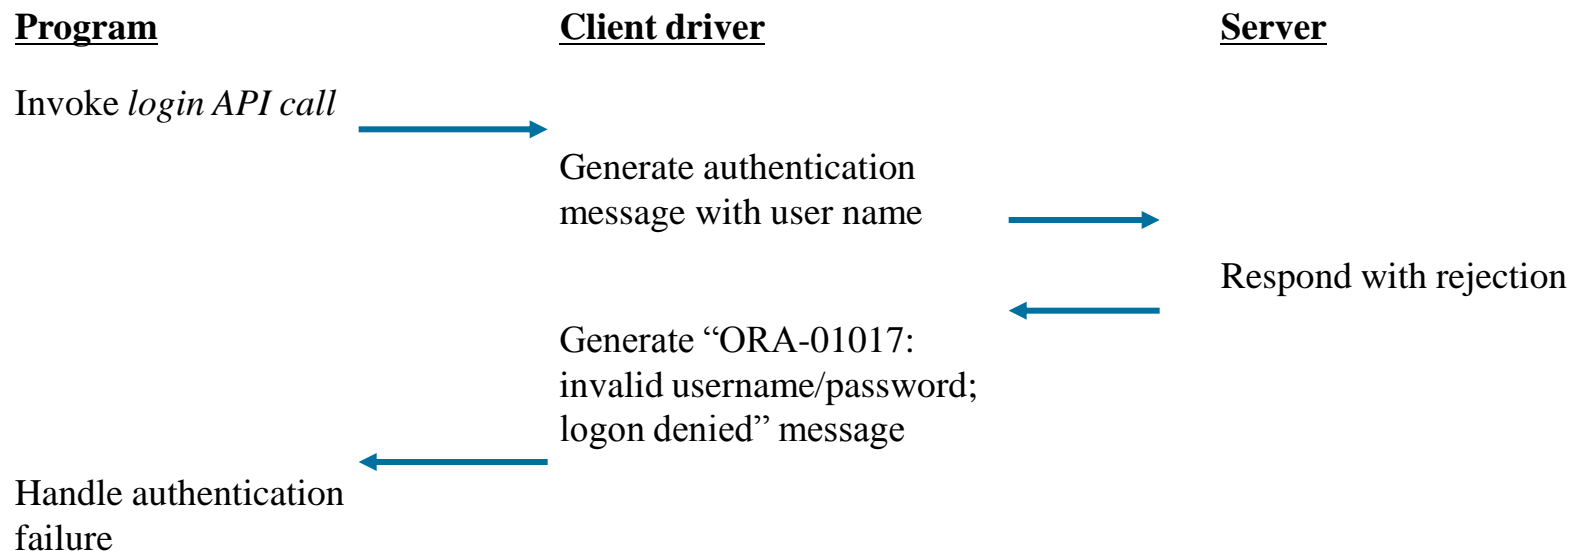 Program
Client driver
Server
Invoke login API call
Generate authentication
message with user name
Respond with rejection
Generate “ORA-01017:
invalid username/password;
logon denied” message
Handle authentication
failure